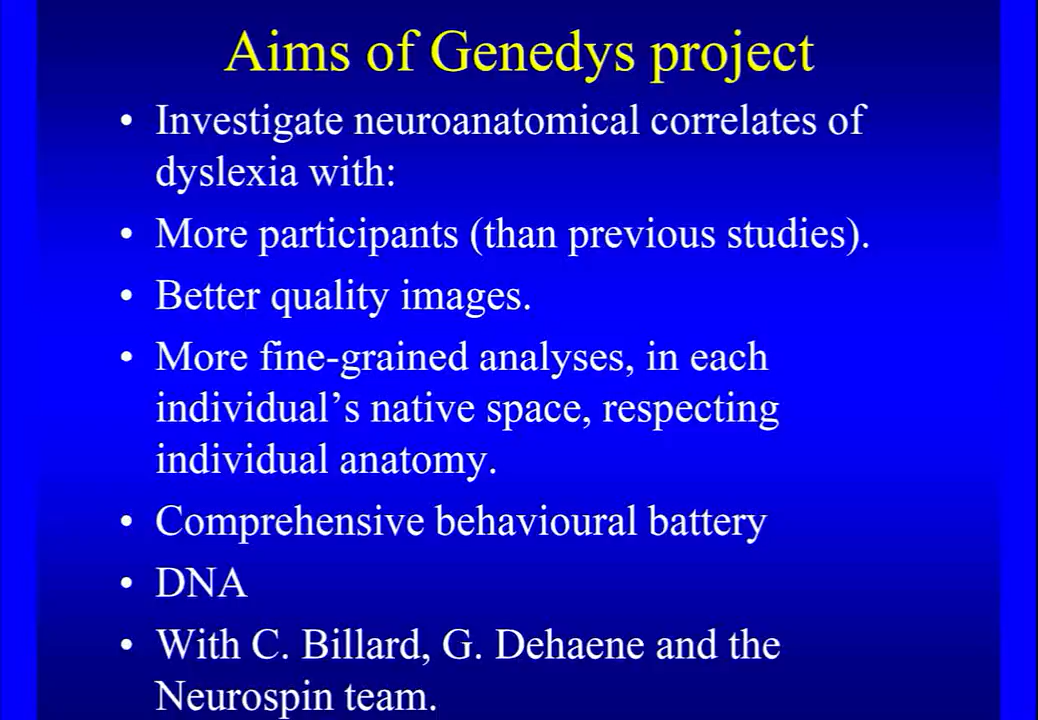 Aims of Genedys project
• Investigate neuroanatomical correlates of
dyslexia with:
• More participants (than previous studies).
• Better quality images.
• More fine-grained analyses, in each
individual’s native space, respecting
individual anatomy.
• Comprehensive behavioural battery
• DNA
• With C. Billard, G. Dehaene and the
Neurospin team.